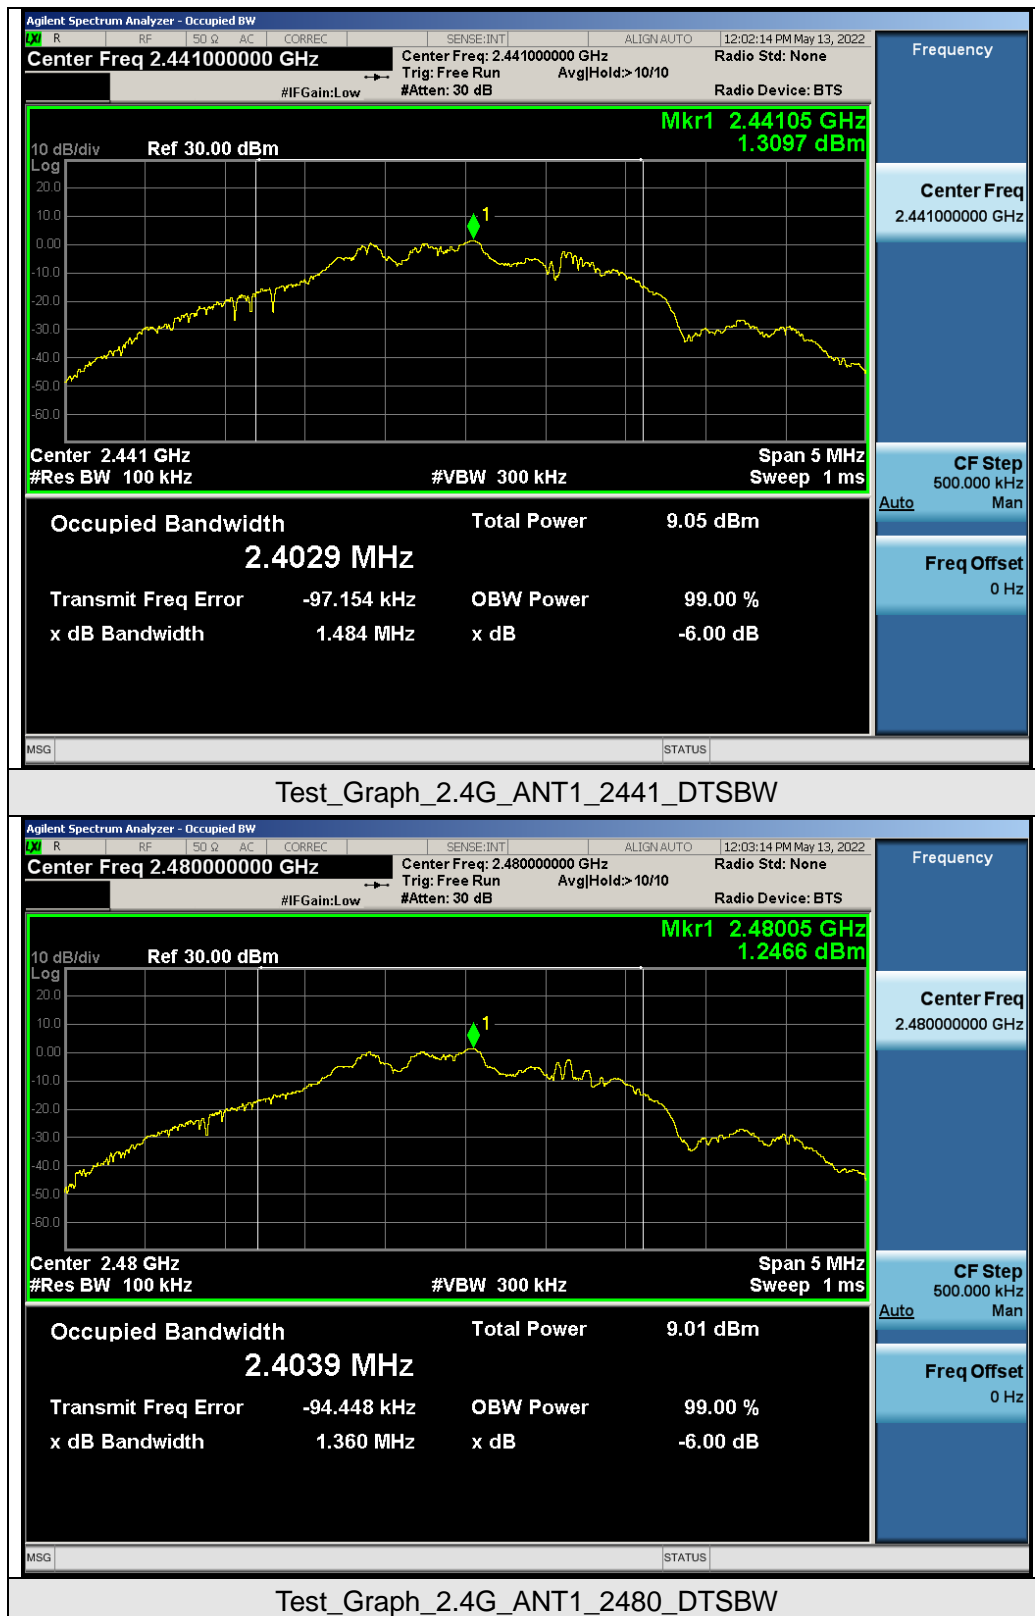 Agilent Spectrum Analyzer - Occupied BW
LXI R RF 50 Ω AC CORREC SENSE:INT ALIGN AUTO 12:02:14 PM May 13, 2022
Center Freq 2.441000000 GHz
Center Freq: 2.441000000 GHz
Radio Std: None
Trig: Free Run Avg|Hold:> 10/10
#IFGain:Low
#Atten: 30 dB
Radio Device: BTS
Frequency
Mkr1 2.44105 GHz
1.3097 dBm
10 dB/div Ref 30.00 dBm
Log
20.0
10.0
0.00
-10.0
-20.0
-30.0
-40.0
-50.0
-60.0
1
Center Freq
2.441000000 GHz
Center 2.441 GHz
Span 5 MHz
#Res BW 100 kHz
#VBW 300 kHz
Sweep 1 ms
CF Step
500.000 kHz
Auto Man
Occupied Bandwidth
2.4029 MHz
Total Power 9.05 dBm
Transmit Freq Error -97.154 kHz
OBW Power 99.00 %
x dB Bandwidth 1.484 MHz
x dB -6.00 dB
Freq Offset
0 Hz
MSG
STATUS
Test_Graph_2.4G_ANT1_2441_DTSBW
Agilent Spectrum Analyzer - Occupied BW
LXI R RF 50 Ω AC CORREC SENSE:INT ALIGN AUTO 12:03:14 PM May 13, 2022
Center Freq 2.480000000 GHz
Center Freq: 2.480000000 GHz
Radio Std: None
Trig: Free Run Avg|Hold:> 10/10
#IFGain:Low
#Atten: 30 dB
Radio Device: BTS
Frequency
Mkr1 2.48005 GHz
1.2466 dBm
10 dB/div Ref 30.00 dBm
Log
20.0
10.0
0.00
-10.0
-20.0
-30.0
-40.0
-50.0
-60.0
1
Center Freq
2.480000000 GHz
Center 2.48 GHz
Span 5 MHz
#Res BW 100 kHz
#VBW 300 kHz
Sweep 1 ms
CF Step
500.000 kHz
Auto Man
Occupied Bandwidth
2.4039 MHz
Total Power 9.01 dBm
Transmit Freq Error -94.448 kHz
OBW Power 99.00 %
x dB Bandwidth 1.360 MHz
x dB -6.00 dB
Freq Offset
0 Hz
MSG
STATUS
Test_Graph_2.4G_ANT1_2480_DTSBW